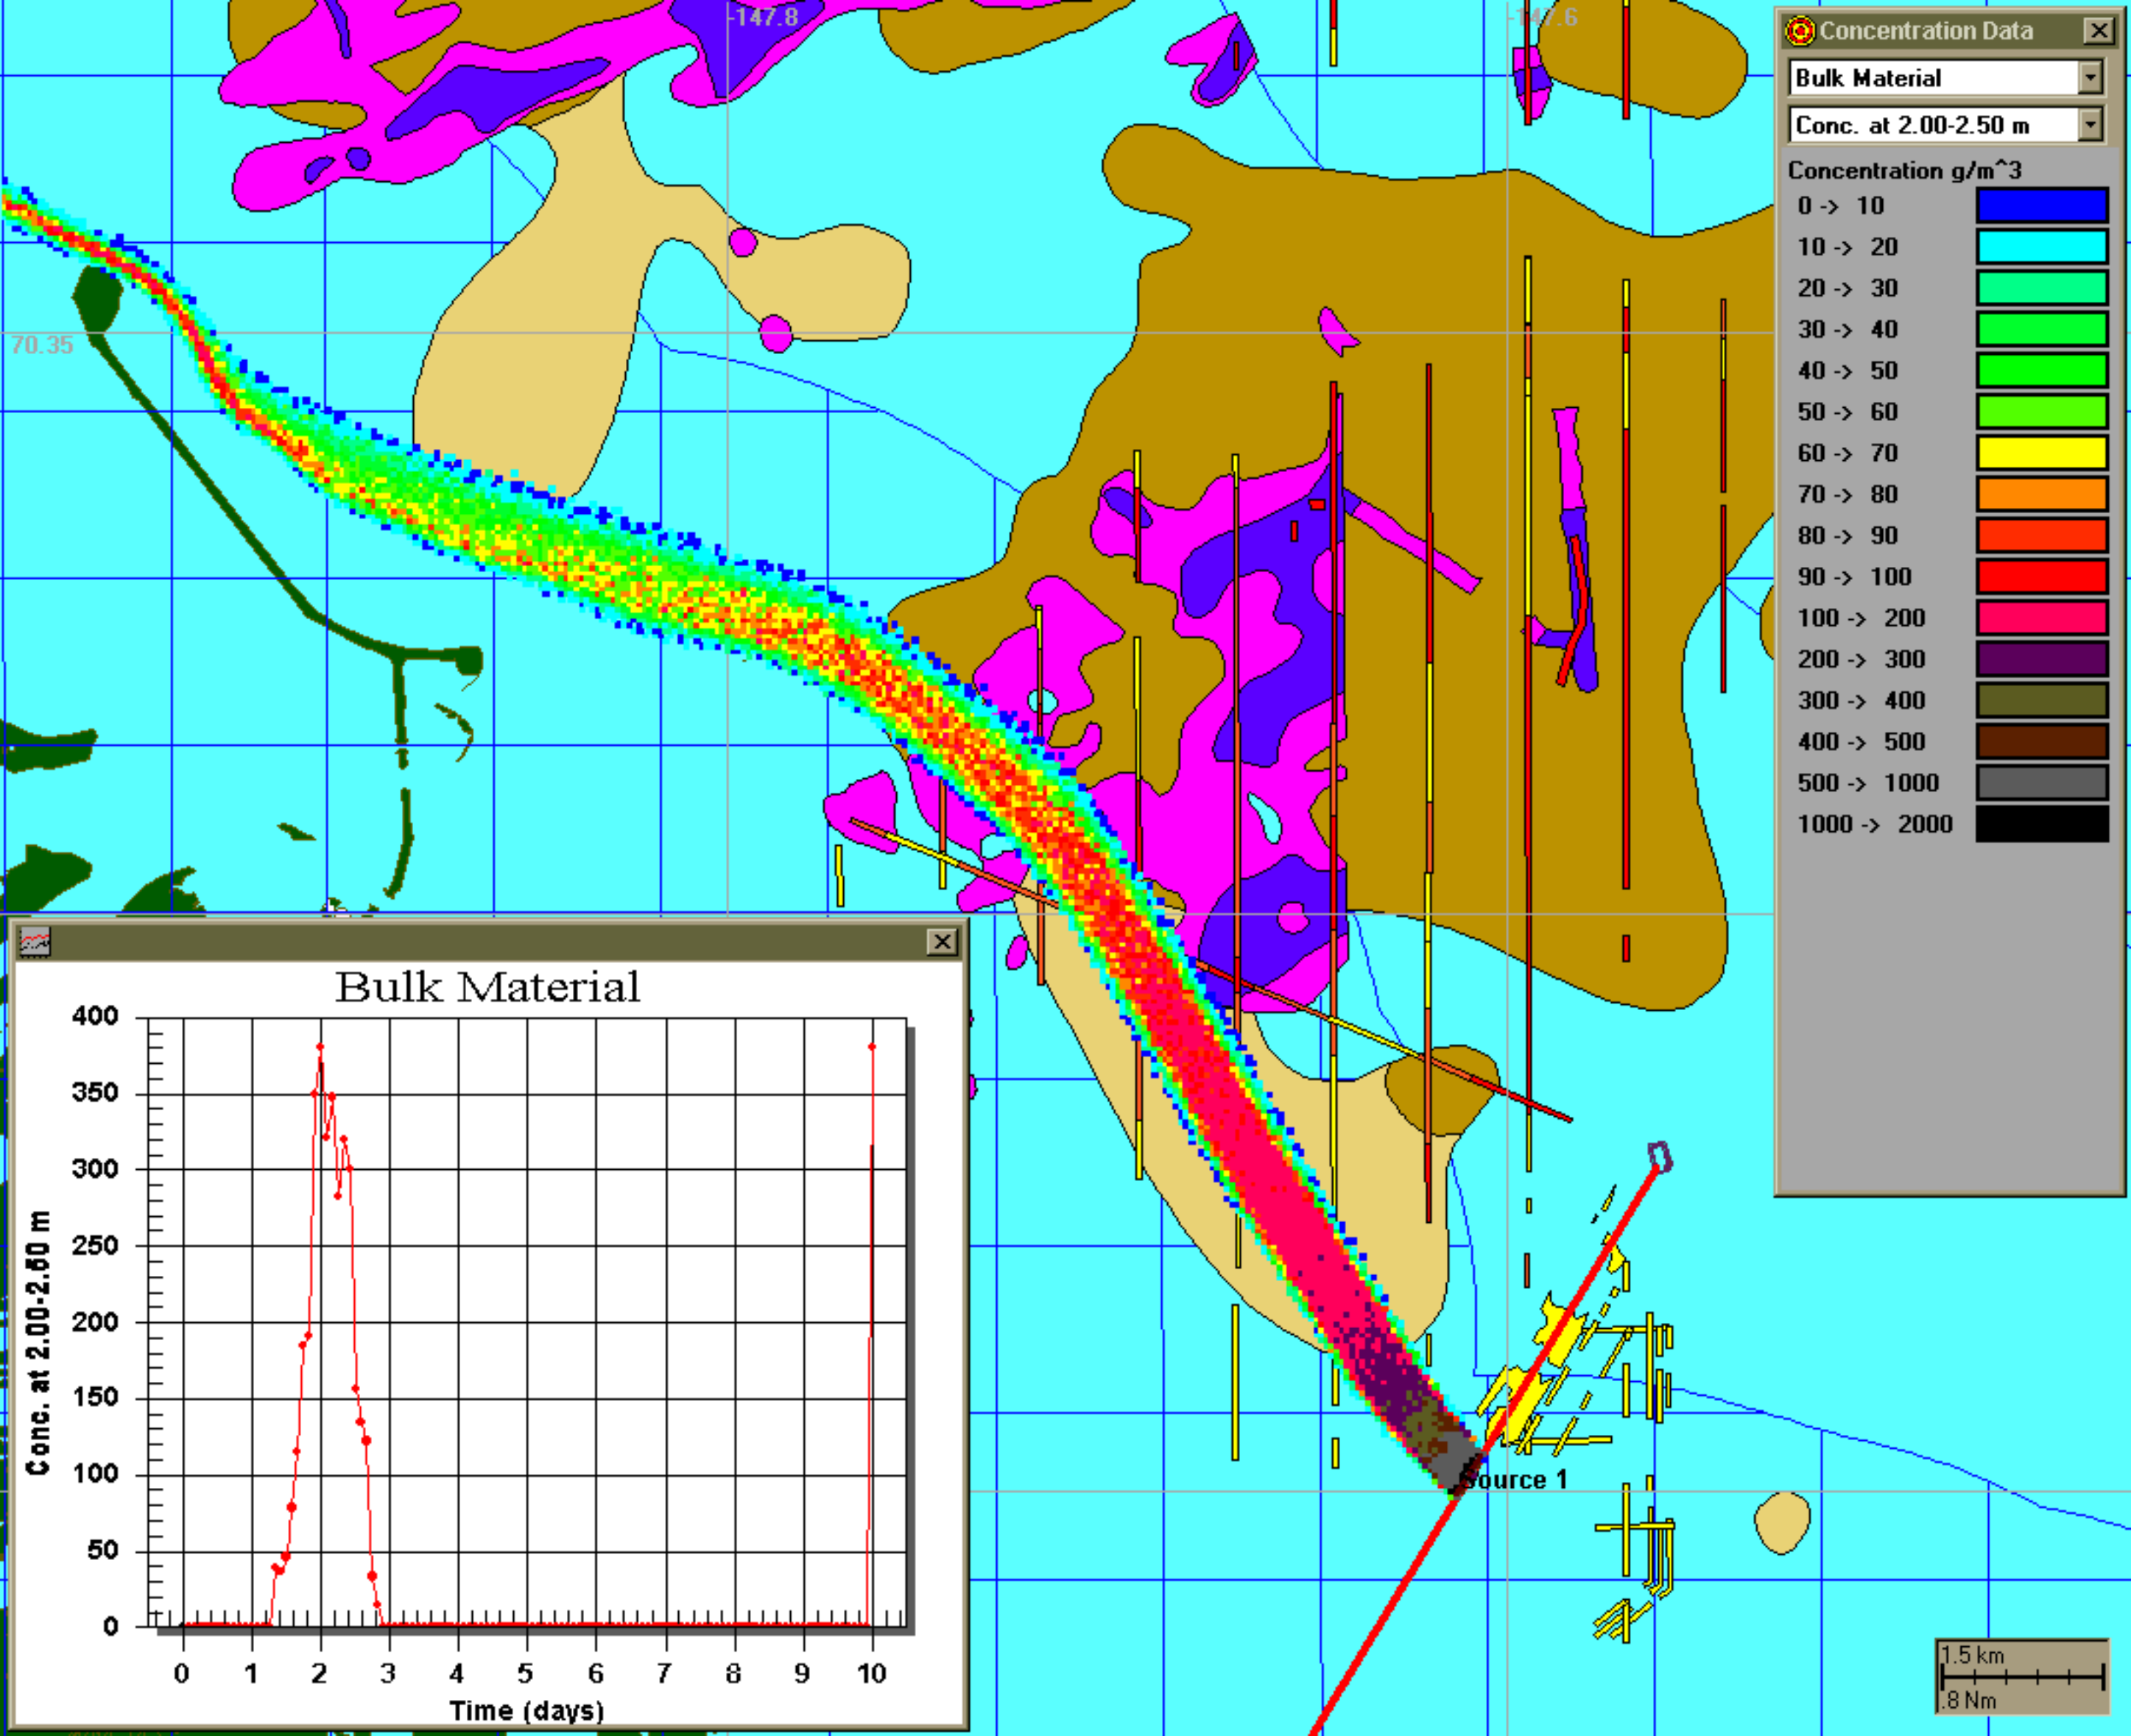 -147.8
-147.6
70.35
Concentration Data
Bulk Material
Conc. at 2.00-2.50 m
Concentration g/m^3
0 -> 10
10 -> 20
20 -> 30
30 -> 40
40 -> 50
50 -> 60
60 -> 70
70 -> 80
80 -> 90
90 -> 100
100 -> 200
200 -> 300
300 -> 400
400 -> 500
500 -> 1000
1000 -> 2000
Bulk Material
400
350
300
250
200
150
100
50
0
Conc. at 2.00-2.50 m
0 1 2 3 4 5 6 7 8 9 10
Time (days)
Source 1
1.5 km
.8 Nm